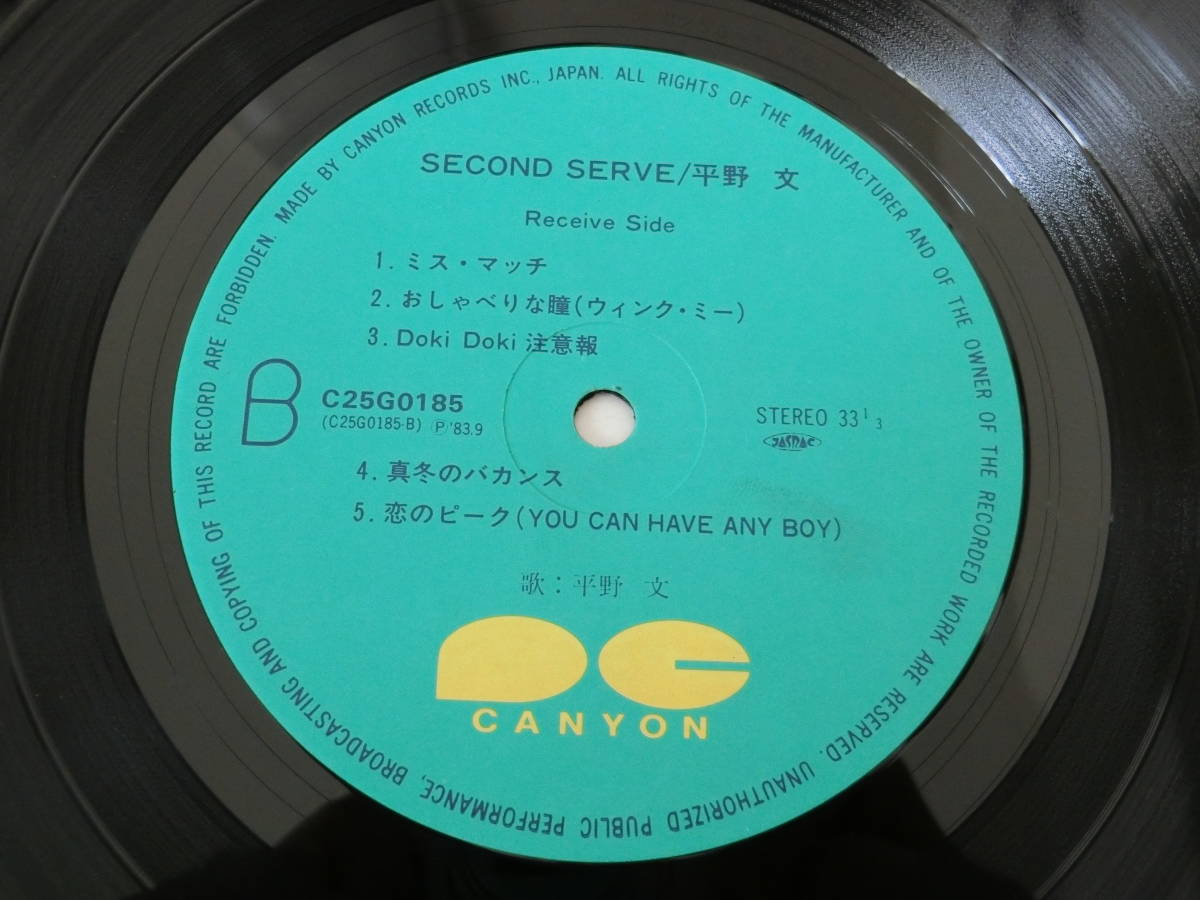 SECOND SERVE/平野 文
Receive Side
1. ミス・マッチ
2. おしゃべりな瞳(ウィンク・ミー)
3. Doki Doki 注意報
B
C25G0185
(C25G0185-B) Ⓟ'83.9
STEREO 33 1/3
JASRAC
4. 真冬のバカンス
5. 恋のピーク(YOU CAN HAVE ANY BOY)
歌：平野 文
PC
CANYON
MADE BY CANYON RECORDS INC., JAPAN. ALL RIGHTS OF THE MANUFACTURER AND OF THE OWNER OF THE RECORDED WORK ARE RESERVED. UNAUTHORIZED PUBLIC PERFORMANCE, BROADCASTING AND COPYING OF THIS RECORD ARE FORBIDDEN.